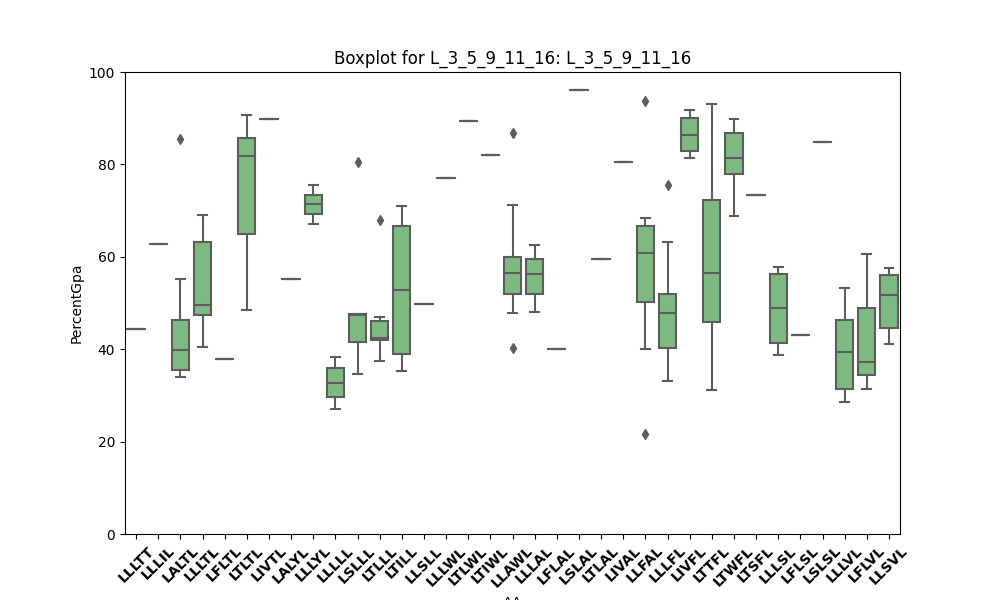 Boxplot for L_3_5_9_11_16: L_3_5_9_11_16
PercentGpa
100
80
60
40
20
0
LLLTT
LLLIL
LALTL
LLLTL
LFLTL
LTLTL
LIVTL
LALYL
LLLYL
LLLLL
LSLLL
LTLLL
LTILL
LLSLL
LLLWL
LTLWL
LTIWL
LLAWL
LLLAL
LFLAL
LSLAL
LTLAL
LIVAL
LLFAL
LLLFL
LIVFL
LTTFL
LTWFL
LTSFL
LLLSL
LFLSL
LSLSL
LLLVL
LFLVL
LLSVL